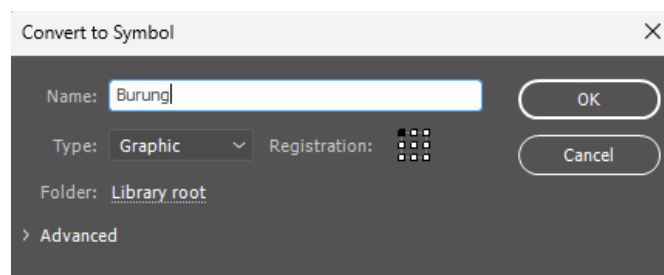 Convert to Symbol
Name: Burung
OK
Type: Graphic Registration:
Cancel
Folder: Library root
Advanced